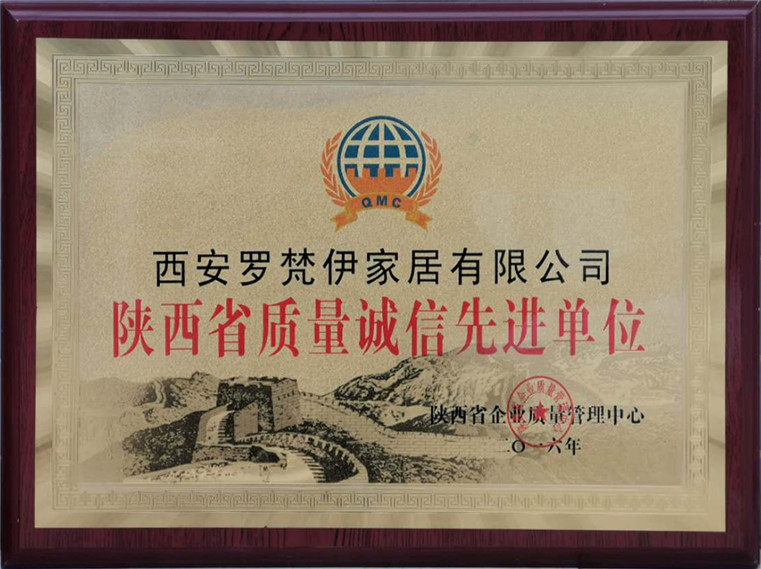 QMC
西安罗梵伊家居有限公司
陕西省质量诚信先进单位
陕西省企业质量管理中心
二〇一六年